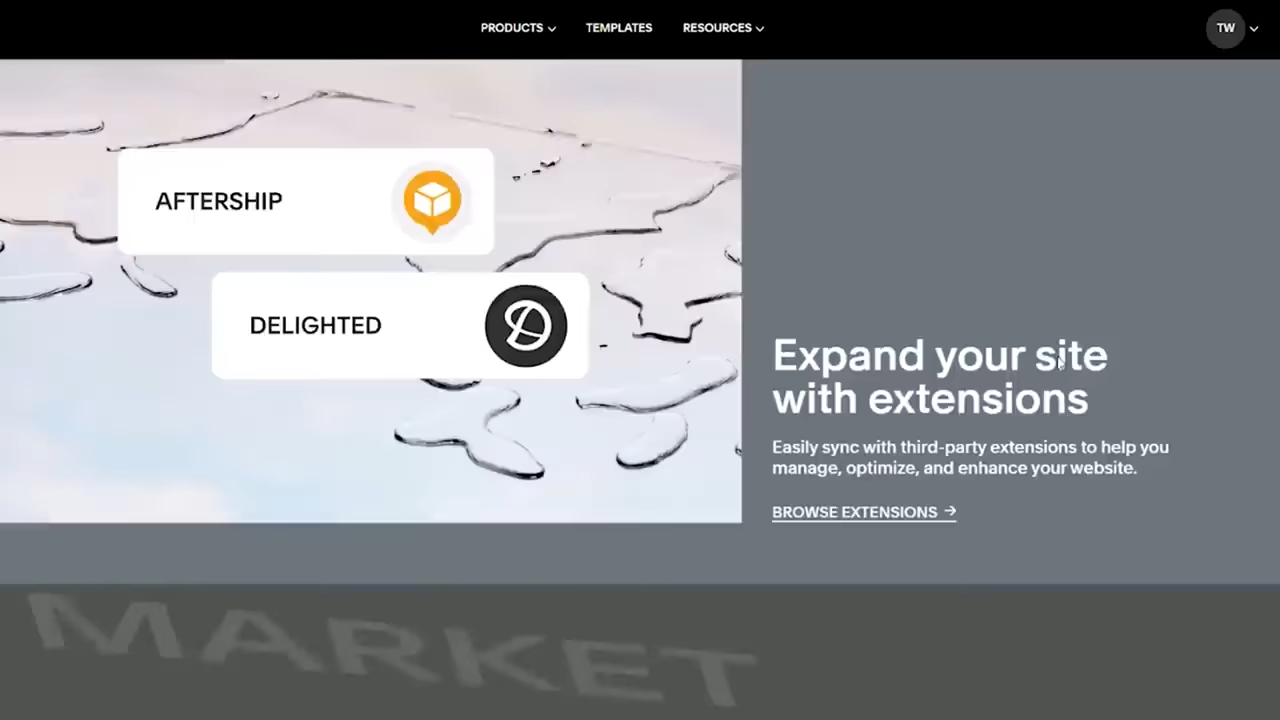 PRODUCTS
TEMPLATES
RESOURCES
TW
AFTERSHIP
DELIGHTED
Expand your site
with extensions
Easily sync with third-party extensions to help you
manage, optimize, and enhance your website.
BROWSE EXTENSIONS →
MARKET